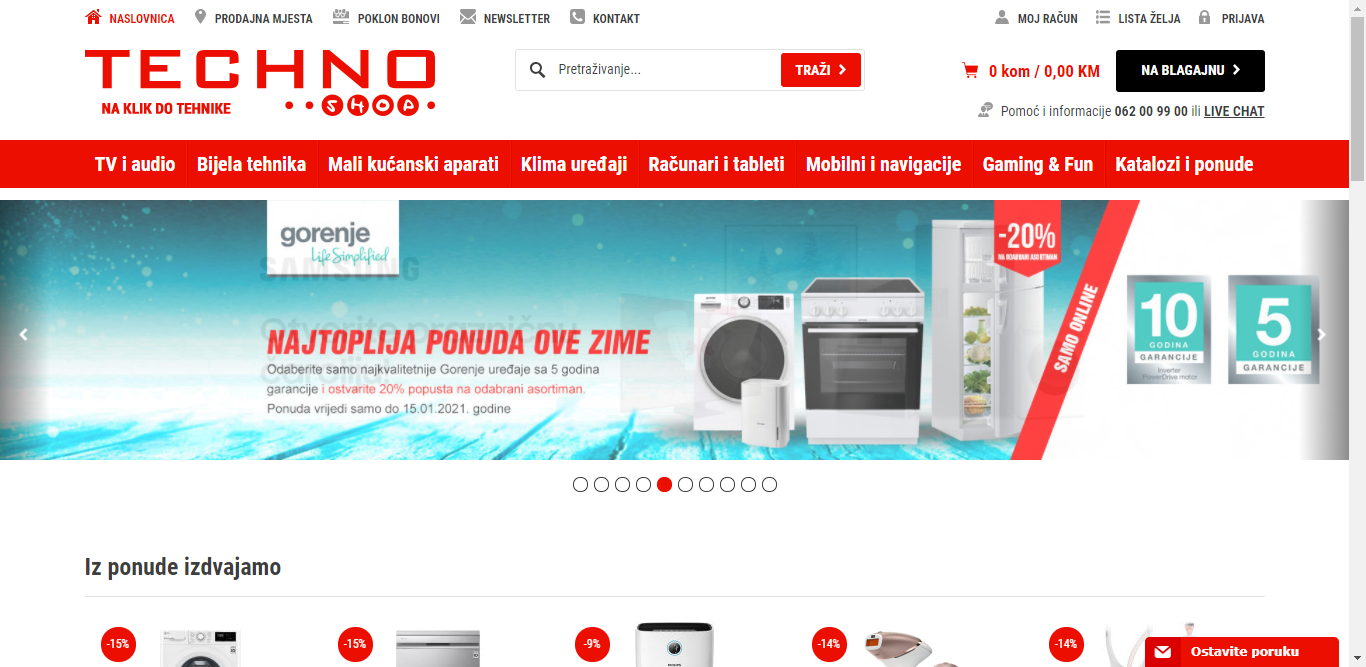 NASLOVNICA PRODAJNA MJESTA POKLON BONOVI NEWSLETTER KONTAKT MOJ RAČUN LISTA ŽELJA PRIJAVA
TECHNO
SHOP
NA KLIK DO TEHNIKE
Pretraživanje...
TRAŽI
0 kom / 0,00 KM
NA BLAGAJNU
Pomoć i informacije 062 00 99 00 ili LIVE CHAT
TV i audio Bijela tehnika Mali kućanski aparati Klima uređaji Računari i tableti Mobilni i navigacije Gaming & Fun Katalozi i ponude
gorenje
Life Simplified
SAMSUNG
Otvorite prazničnu
čaroliju.
NAJTOPLIJA PONUDA OVE ZIME
Odaberite samo najkvalitetnije Gorenje uređaje sa 5 godina
garancije i ostvarite 20% popusta na odabrani asortiman.
Ponuda vrijedi samo do 15.01.2021. godine
-20%
NA ODABRANI ASORTIMAN
SAMO ONLINE
10
GODINA
GARANCIJE
Inverter
PowerDrive motor
5
GODINA
GARANCIJE
Iz ponude izdvajamo
-15% -15% -9% -14% -14%
PHILIPS
Ostavite poruku